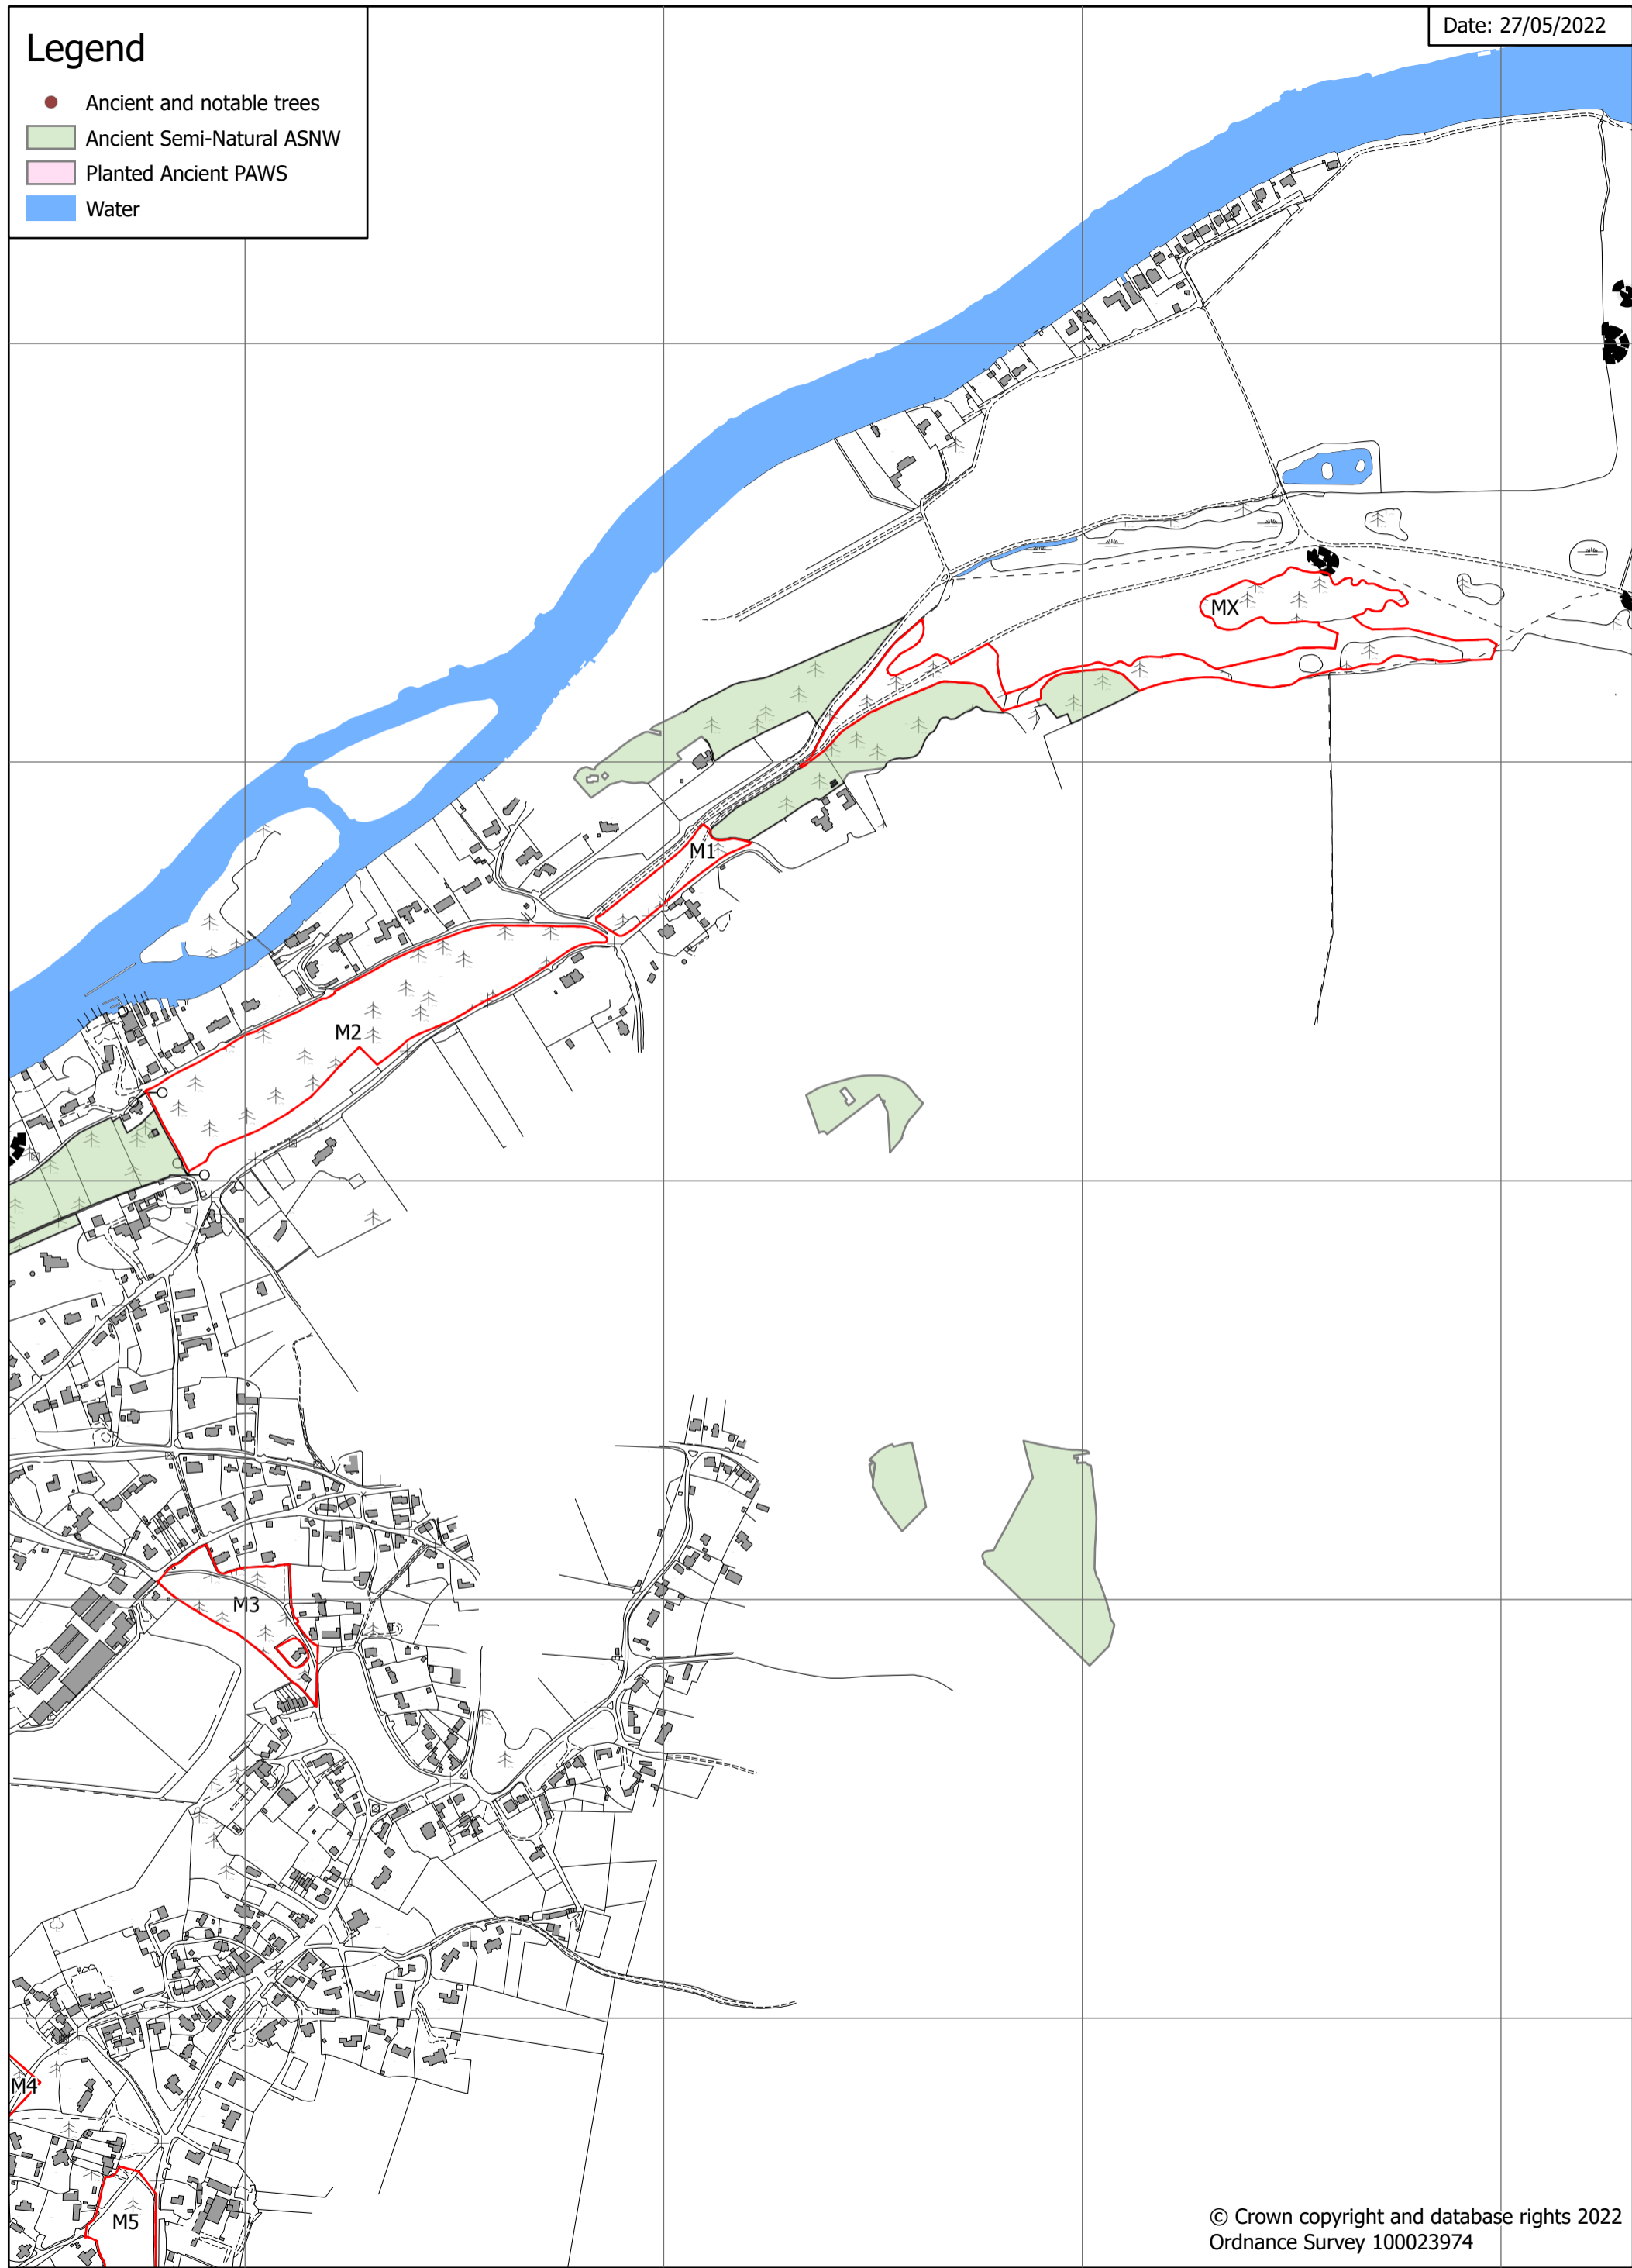 Legend
Date: 27/05/2022
Ancient and notable trees
Ancient Semi-Natural ASNW
Planted Ancient PAWS
Water
MX
M1
M2
M3
M4
M5
© Crown copyright and database rights 2022
Ordnance Survey 100023974